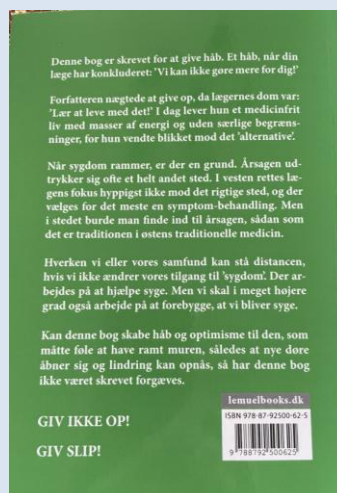 Denne bog er skrevet for at give håb. Et håb, når din
læge har konkluderet: 'Vi kan ikke gøre mere for dig!'
Forfatteren nægtede at give op, da lægernes dom var:
'Lær at leve med det!' I dag lever hun et medicinfrit
liv med masser af energi og uden særlige begræns-
ninger, for hun vendte blikket mod det 'alternative'.
Når sygdom rammer, er der en grund. Årsagen ud-
trykker sig ofte et helt andet sted. I vesten rettes læ-
gens fokus hyppigst ikke mod det rigtige sted, og der
vælges for det meste en symptom-behandling. Men
i stedet burde man finde ind til årsagen, sådan som
det er traditionen i østens traditionelle medicin.
Hverken vi eller vores samfund kan stå distancen,
hvis vi ikke ændrer vores tilgang til 'sygdom'. Der ar-
bejdes på at hjælpe syge. Men vi skal i meget højere
grad også arbejde på at forebygge, at vi bliver syge.
Kan denne bog skabe håb og optimisme til den, som
måtte føle at have ramt muren, således at nye døre
åbner sig og lindring kan opnås, så har denne bog
ikke været skrevet forgæves.
GIV IKKE OP!
GIV SLIP!
lemuelbooks.dk
ISBN 978-87-92500-62-5
9 788792 500625